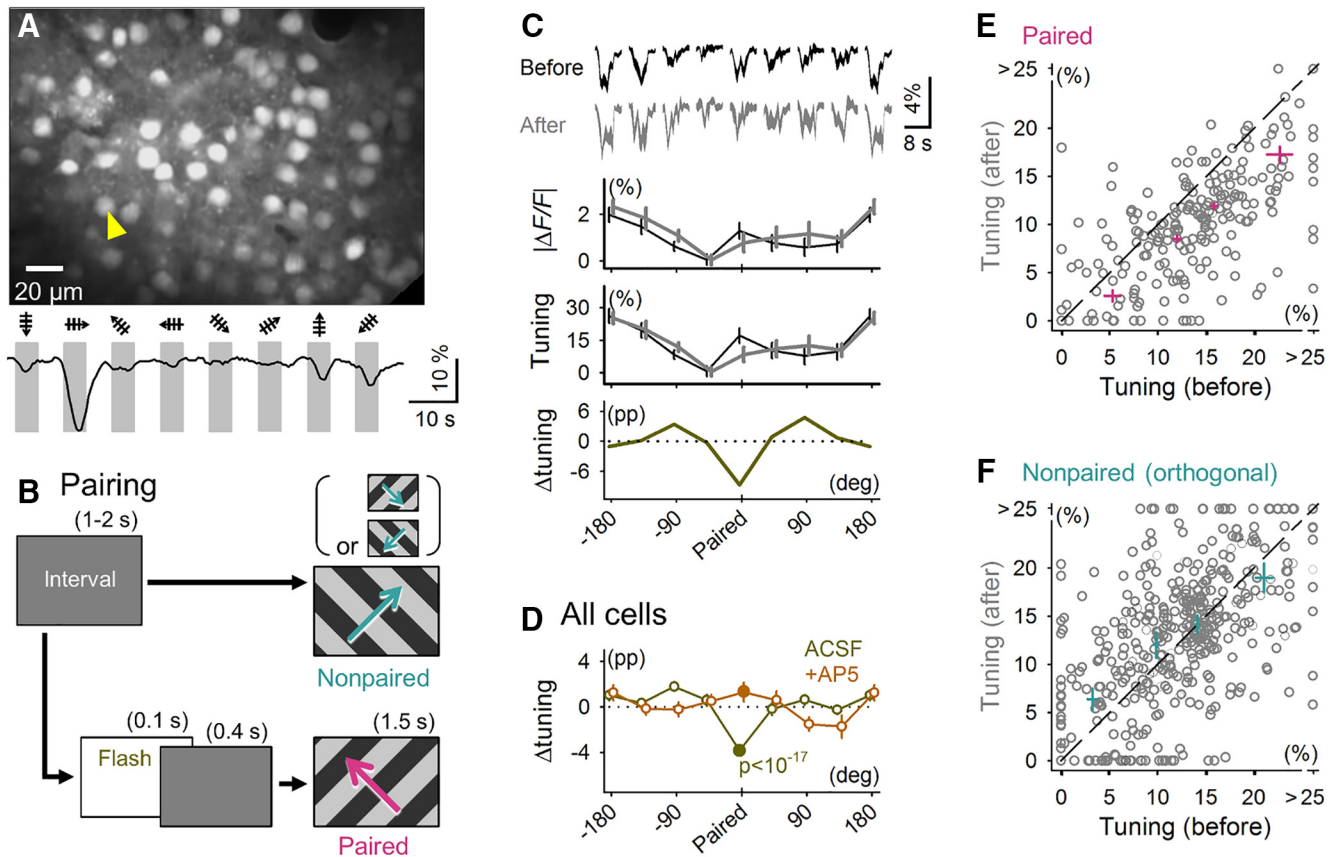 A
20 µm
10 %
10 s
B Pairing
(1-2 s)
Interval
or
Nonpaired
(0.1 s)
(0.4 s)
(1.5 s)
Flash
Paired
C
Before
After
4%
8 s
|ΔF/F|
(%)
2
0
Tuning
(%)
30
15
0
Δtuning
(pp)
6
0
-6
(deg)
-180
-90
Paired
90
180
D All cells
ACSF
+AP5
(pp)
4
0
-4
Δtuning
p<10⁻¹⁷
(deg)
-180
-90
Paired
90
180
E Paired
(%)
>25
20
15
10
5
0
Tuning (after)
(%)
0 5 10 15 20 >25
Tuning (before)
F Nonpaired (orthogonal)
(%)
>25
20
15
10
5
0
Tuning (after)
(%)
0 5 10 15 20 >25
Tuning (before)